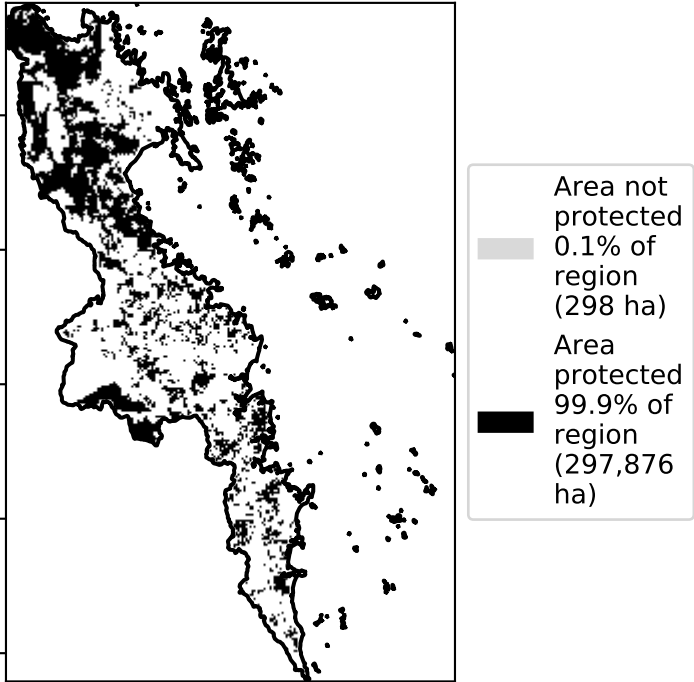 Area not
protected
0.1% of
region
(298 ha)
Area
protected
99.9% of
region
(297,876
ha)